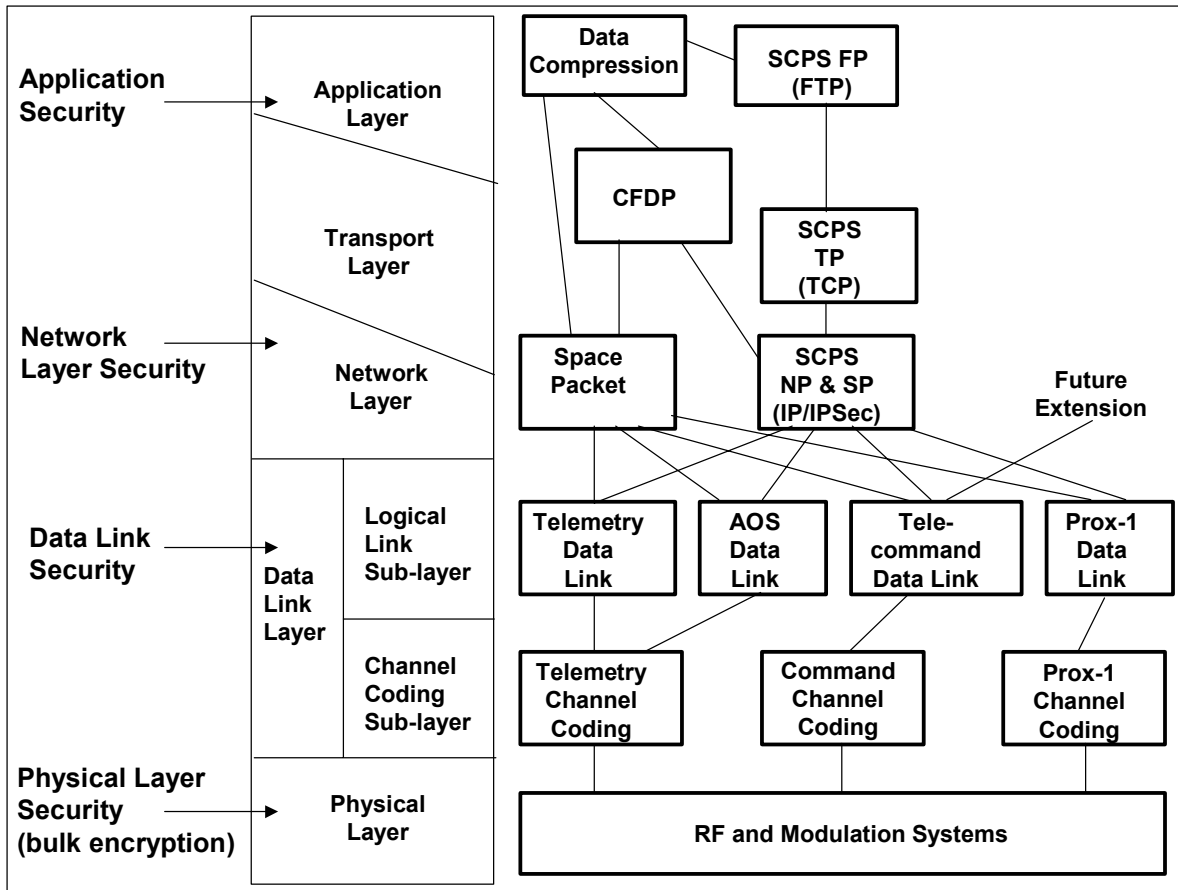 Application
Security
Network
Layer Security
Data Link
Security
Physical Layer
Security
(bulk encryption)
Application
Layer
Transport
Layer
Network
Layer
Data
Link
Layer
Logical
Link
Sub-layer
Channel
Coding
Sub-layer
Physical
Layer
Data
Compression
SCPS FP
(FTP)
CFDP
SCPS
TP
(TCP)
Space
Packet
SCPS
NP & SP
(IP/IPSec)
Future
Extension
Telemetry
Data
Link
AOS
Data
Link
Tele-
command
Data Link
Prox-1
Data
Link
Telemetry
Channel
Coding
Command
Channel
Coding
Prox-1
Channel
Coding
RF and Modulation Systems